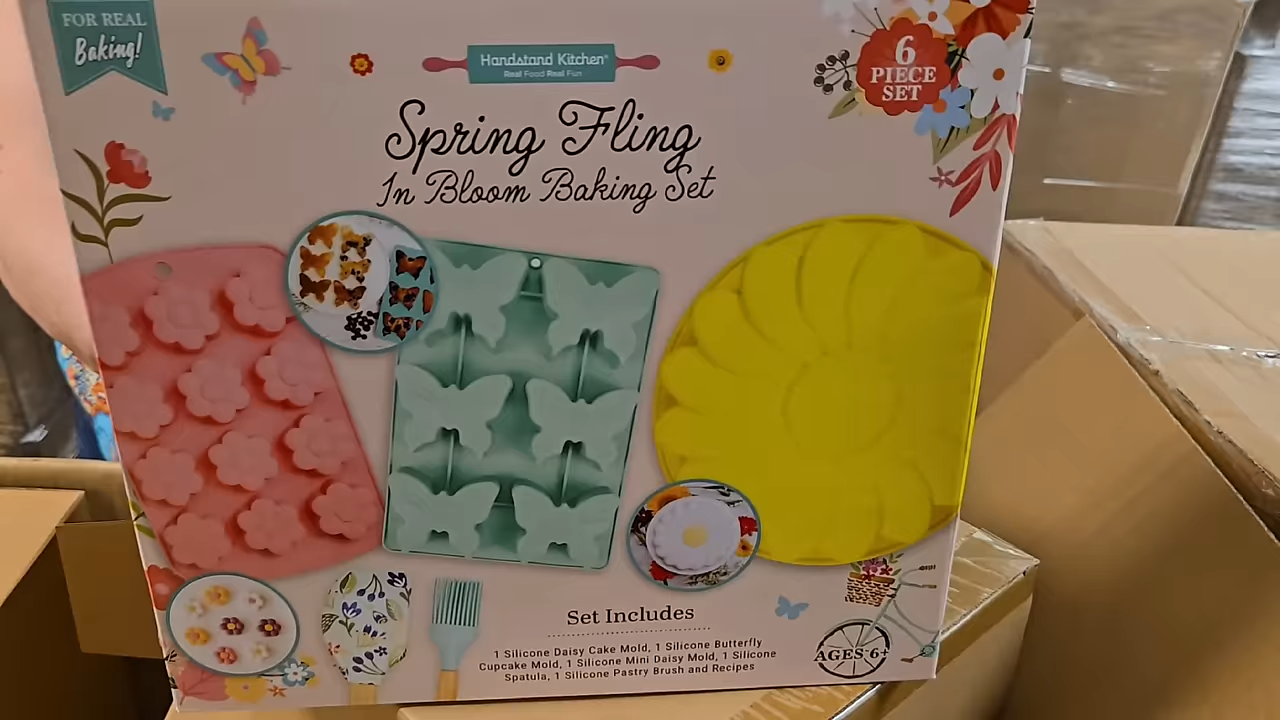 FOR REAL
Baking!
Handstand Kitchen®
Real Food Real Fun
6
PIECE
SET
Spring Fling
In Bloom Baking Set
Set Includes
1 Silicone Daisy Cake Mold, 1 Silicone Butterfly
Cupcake Mold, 1 Silicone Mini Daisy Mold, 1 Silicone
Spatula, 1 Silicone Pastry Brush and Recipes
AGES 6+